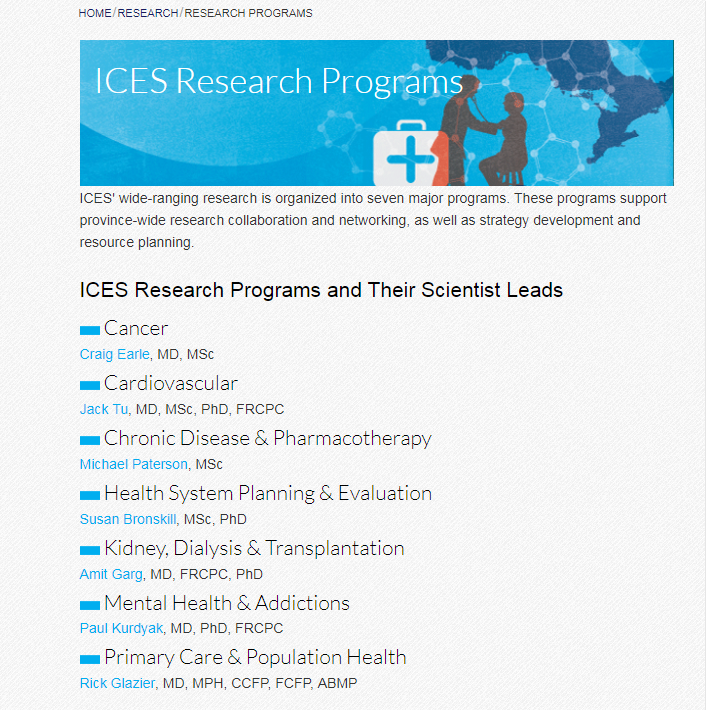 HOME/RESEARCH/RESEARCH PROGRAMS
ICES Research Programs
ICES' wide-ranging research is organized into seven major programs. These programs support
province-wide research collaboration and networking, as well as strategy development and
resource planning.
ICES Research Programs and Their Scientist Leads
Cancer
Craig Earle, MD, MSc
Cardiovascular
Jack Tu, MD, MSc, PhD, FRCPC
Chronic Disease & Pharmacotherapy
Michael Paterson, MSc
Health System Planning & Evaluation
Susan Bronskill, MSc, PhD
Kidney, Dialysis & Transplantation
Amit Garg, MD, FRCPC, PhD
Mental Health & Addictions
Paul Kurdyak, MD, PhD, FRCPC
Primary Care & Population Health
Rick Glazier, MD, MPH, CCFP, FCFP, ABMP